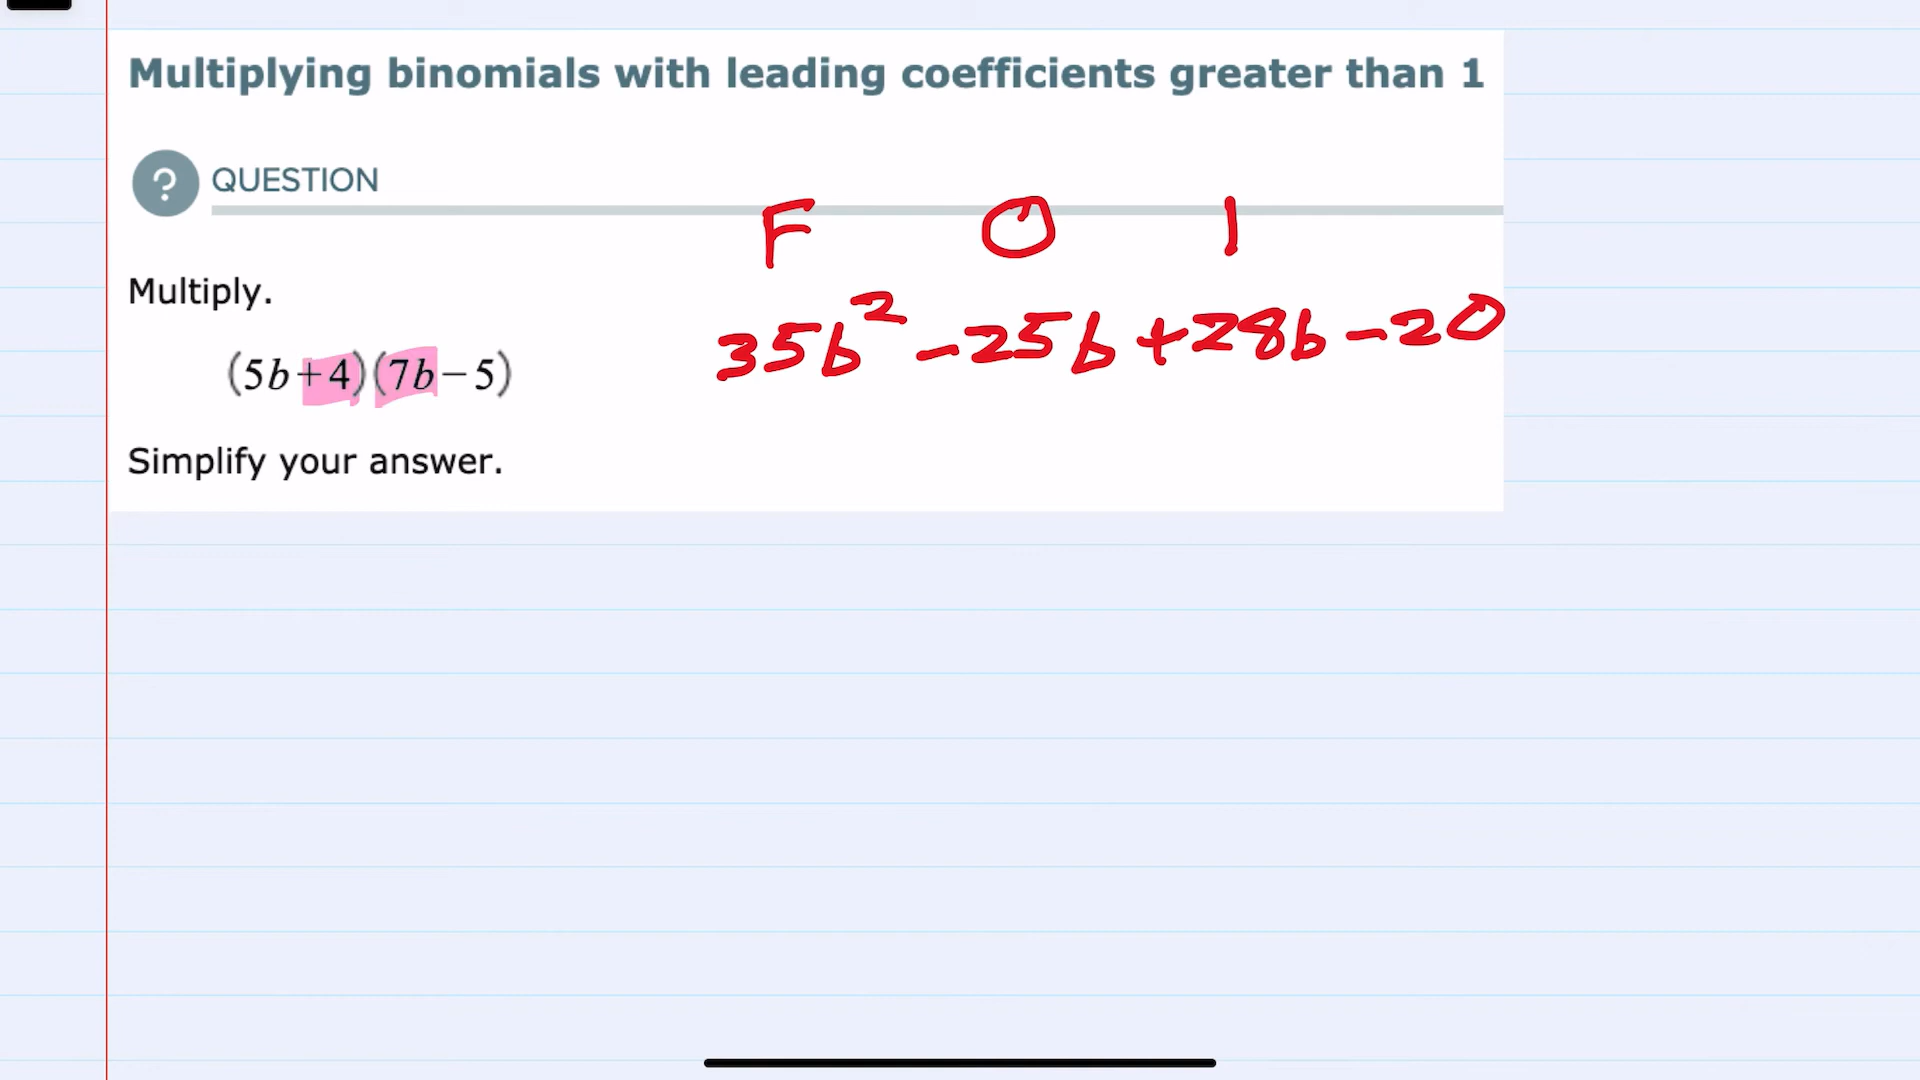 Multiplying binomials with leading coefficients greater than 1
? QUESTION
F O I
Multiply.
35b² -25b +28b -20
(5b+4)(7b-5)
Simplify your answer.